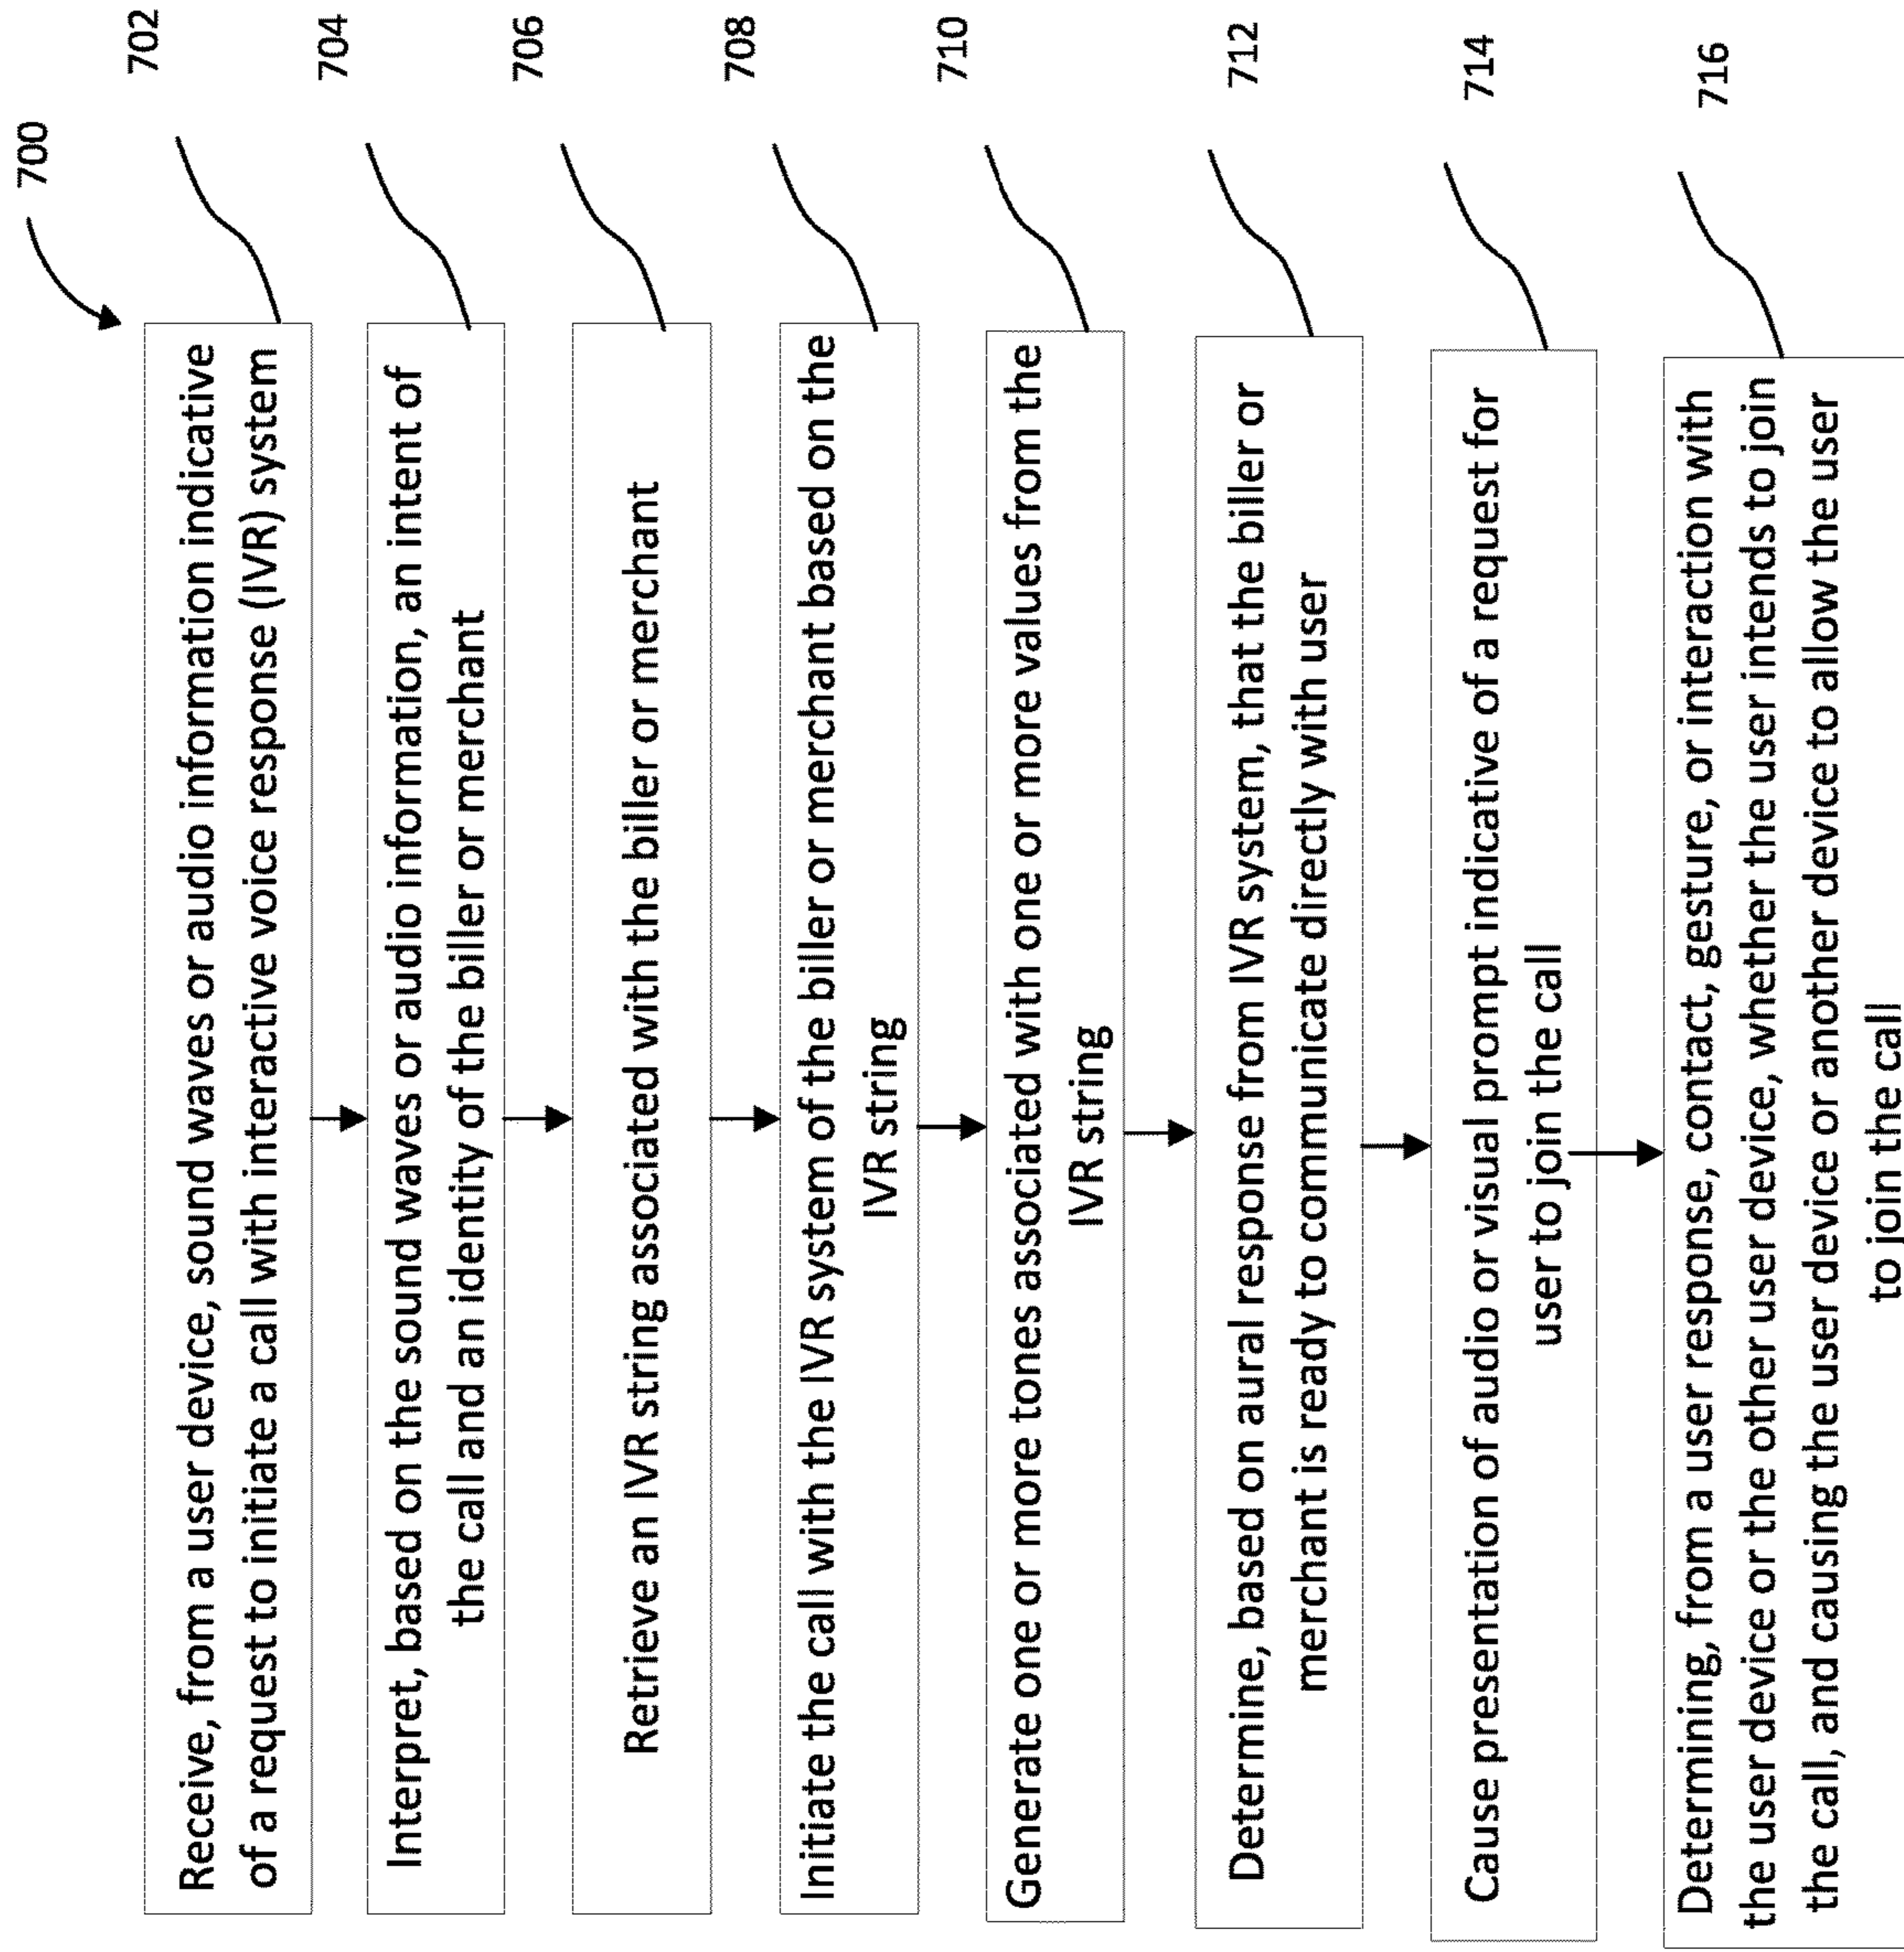 700
Receive, from a user device, sound waves or audio information indicative
of a request to initiate a call with interactive voice response (IVR) system
702
Interpret, based on the sound waves or audio information, an intent of
the call and an identity of the biller or merchant
704
Retrieve an IVR string associated with the biller or merchant
706
Initiate the call with the IVR system of the biller or merchant based on the
IVR string
708
Generate one or more tones associated with one or more values from the
IVR string
710
Determine, based on aural response from IVR system, that the biller or
merchant is ready to communicate directly with user
712
Cause presentation of audio or visual prompt indicative of a request for
user to join the call
714
Determining, from a user response, contact, gesture, or interaction with
the user device or the other user device, whether the user intends to join
the call, and causing the user device or another device to allow the user
to join the call
716